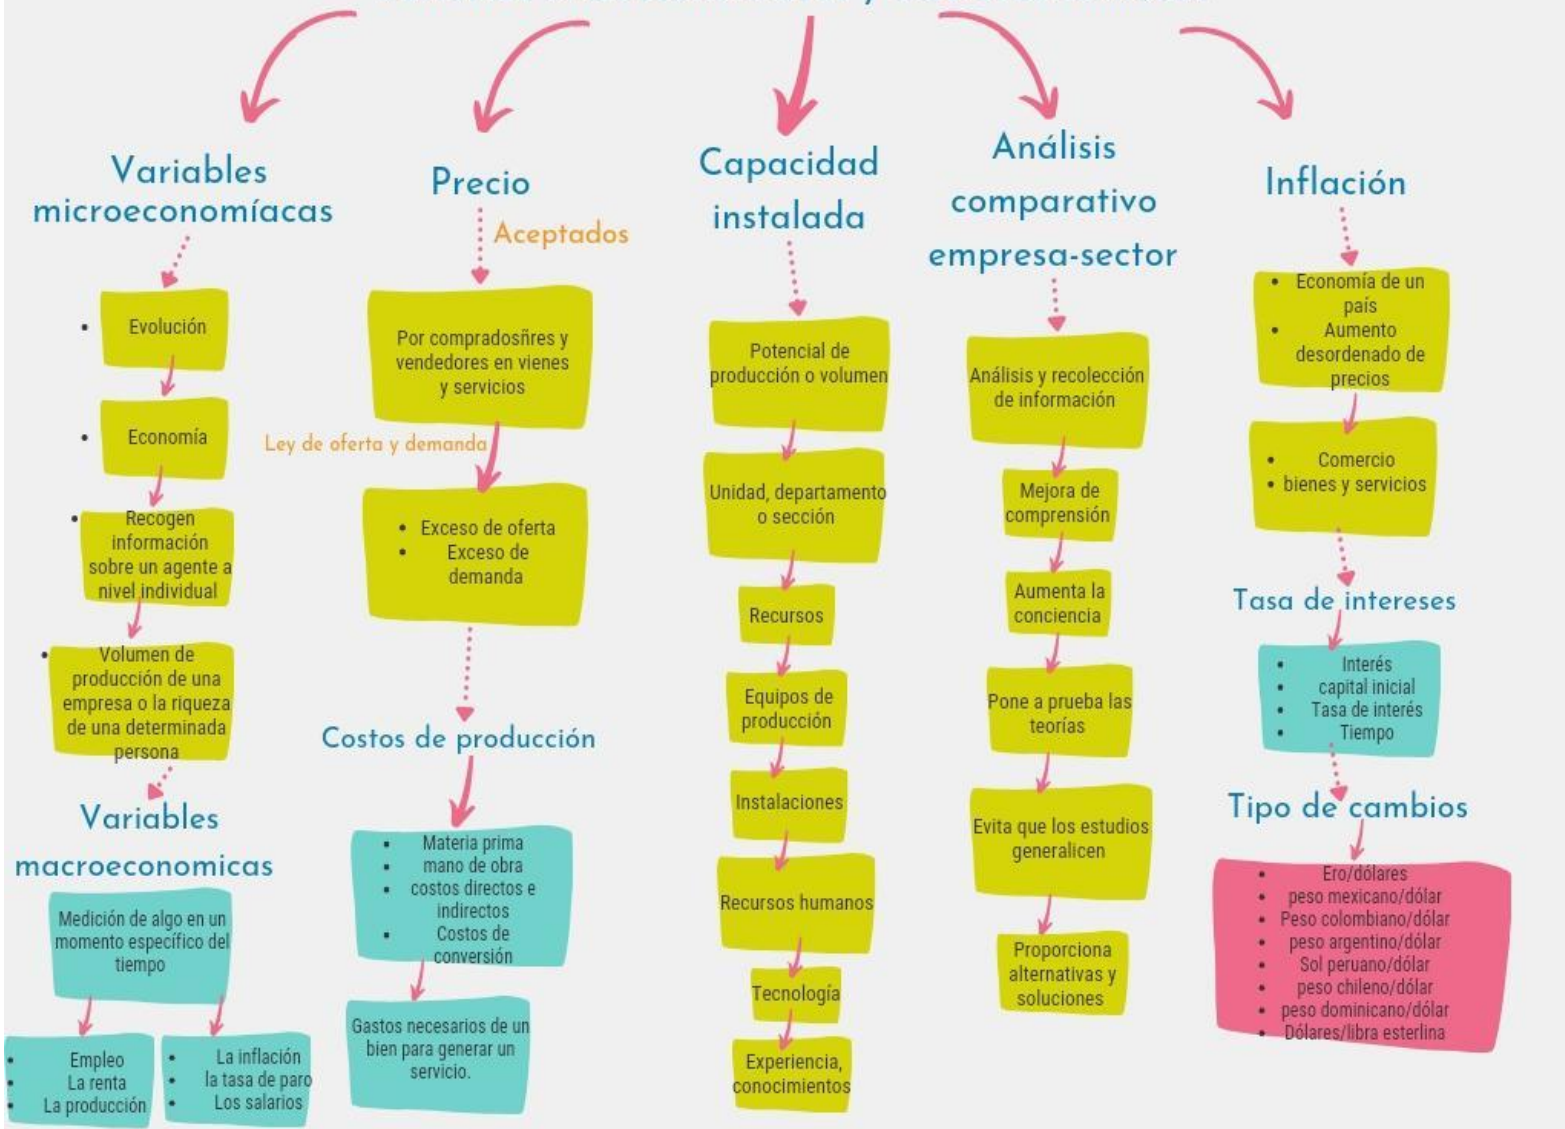 y
Variables
microeconomíacas
Evolución
Economía
Recogen
información
sobre un agente a
nivel individual
Volumen de
producción de una
empresa o la riqueza
de una determinada
persona
Variables
macroeconomicas
Medición de algo en un
momento específico del
tiempo
Empleo
La renta
La producción
La inflación
la tasa de paro
Los salarios
Precio
Aceptados
Por compradosñres y
vendedores en vienes
y servicios
Ley de oferta y demanda
Exceso de oferta
Exceso de
demanda
Costos de producción
Materia prima
mano de obra
costos directos e
indirectos
Costos de
conversión
Gastos necesarios de un
bien para generar un
servicio.
Capacidad
instalada
Potencial de
producción o volumen
Unidad, departamento
o sección
Recursos
Equipos de
producción
Instalaciones
Recursos humanos
Tecnología
Experiencia,
conocimientos
Análisis
comparativo
empresa-sector
Análisis y recolección
de información
Mejora de
comprensión
Aumenta la
conciencia
Pone a prueba las
teorías
Evita que los estudios
generalicen
Proporciona
alternativas y
soluciones
Inflación
Economía de un
país
Aumento
desordenado de
precios
Comercio
bienes y servicios
Tasa de intereses
Interés
capital inicial
Tasa de interés
Tiempo
Tipo de cambios
Ero/dólares
peso mexicano/dólar
Peso colombiano/dólar
peso argentino/dólar
Sol peruano/dólar
peso chileno/dólar
peso dominicano/dólar
Dólares/libra esterlina